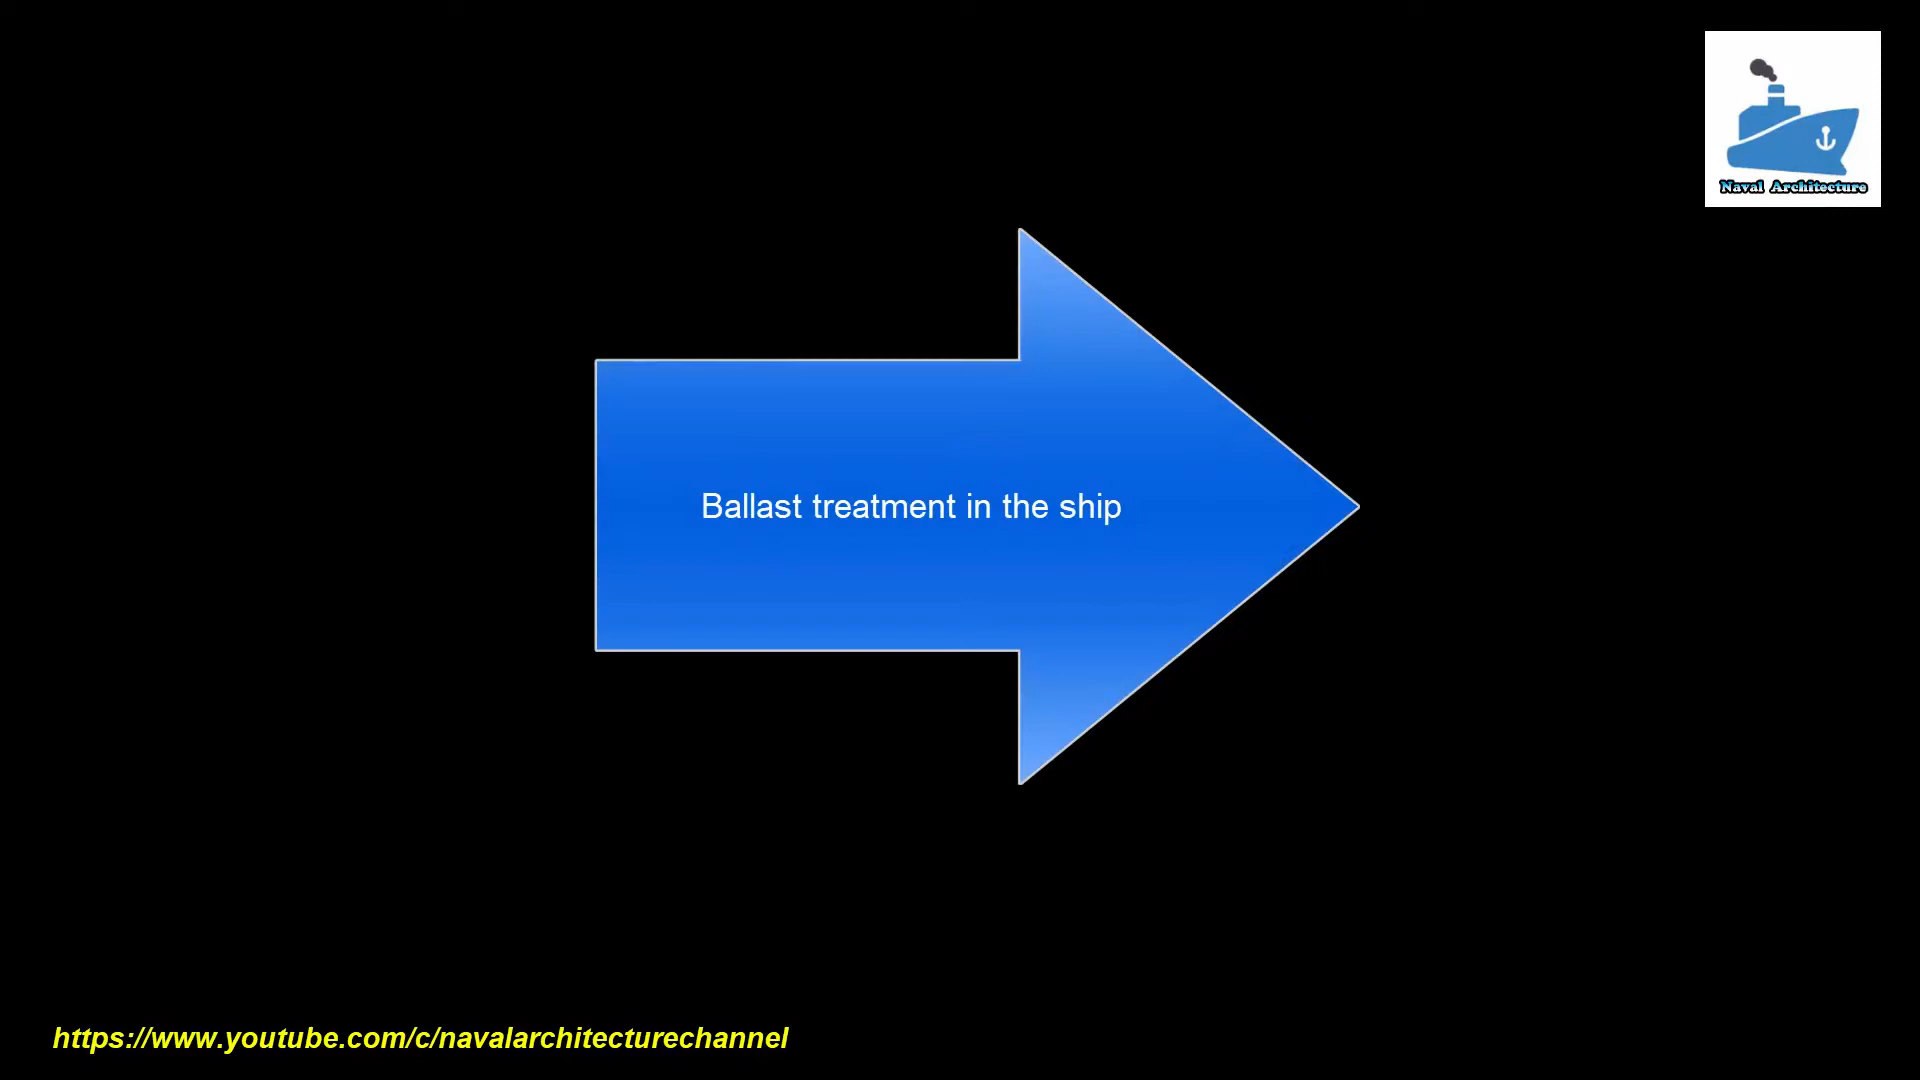 Naval Architecture
Ballast treatment in the ship
https://www.youtube.com/c/navalarchitecturechannel